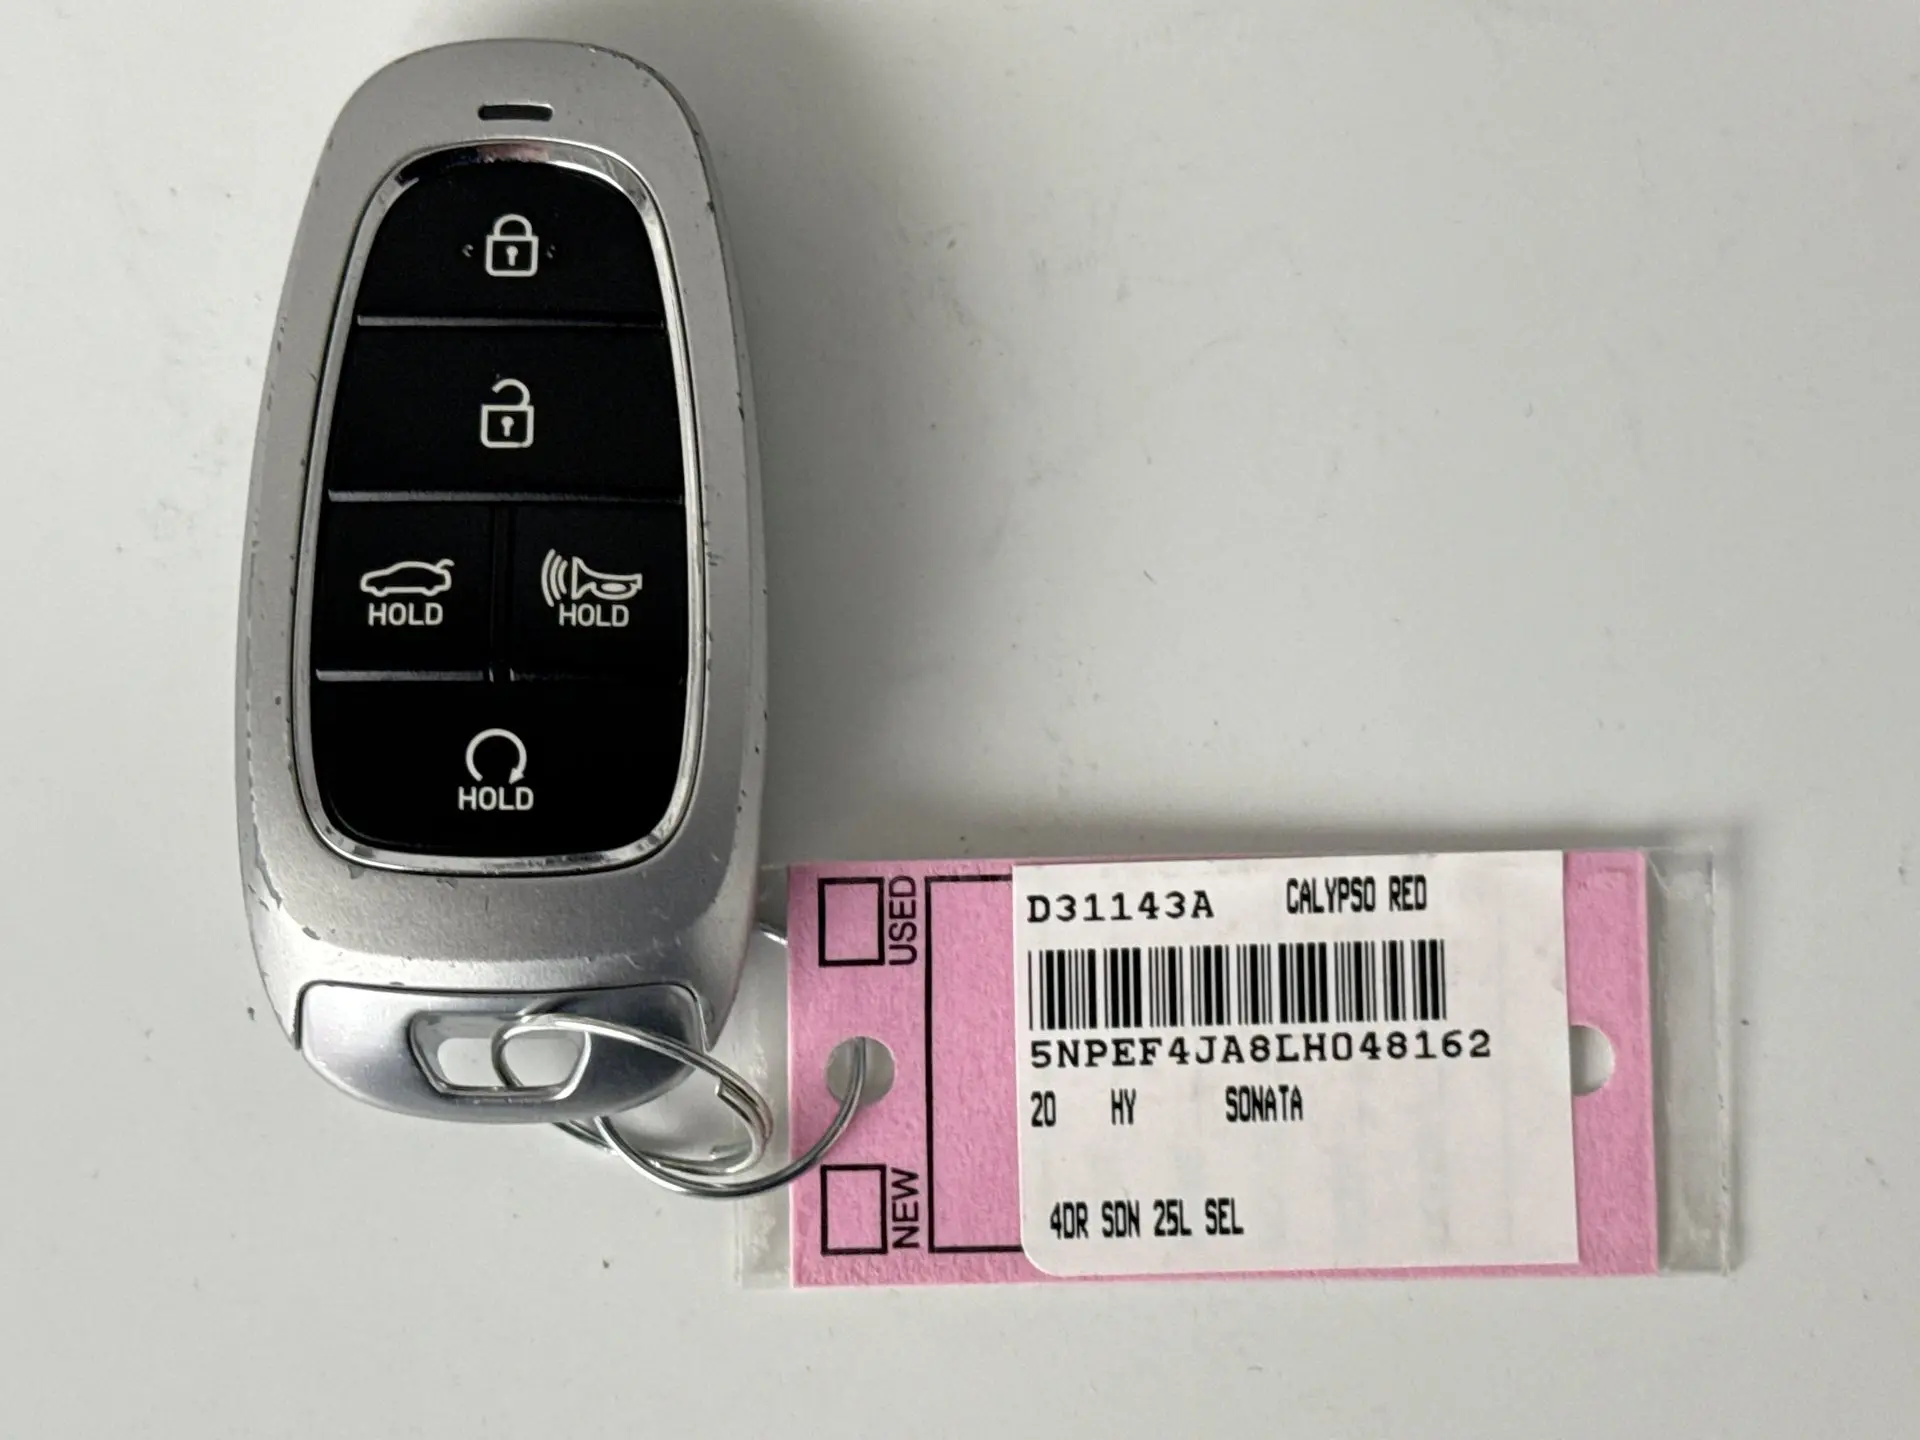 HOLD HOLD
HOLD
USED
NEW
D31143A CALYPSO RED
5NPEF4JA8LH048162
20 HY SONATA
4DR SDN 25L SEL